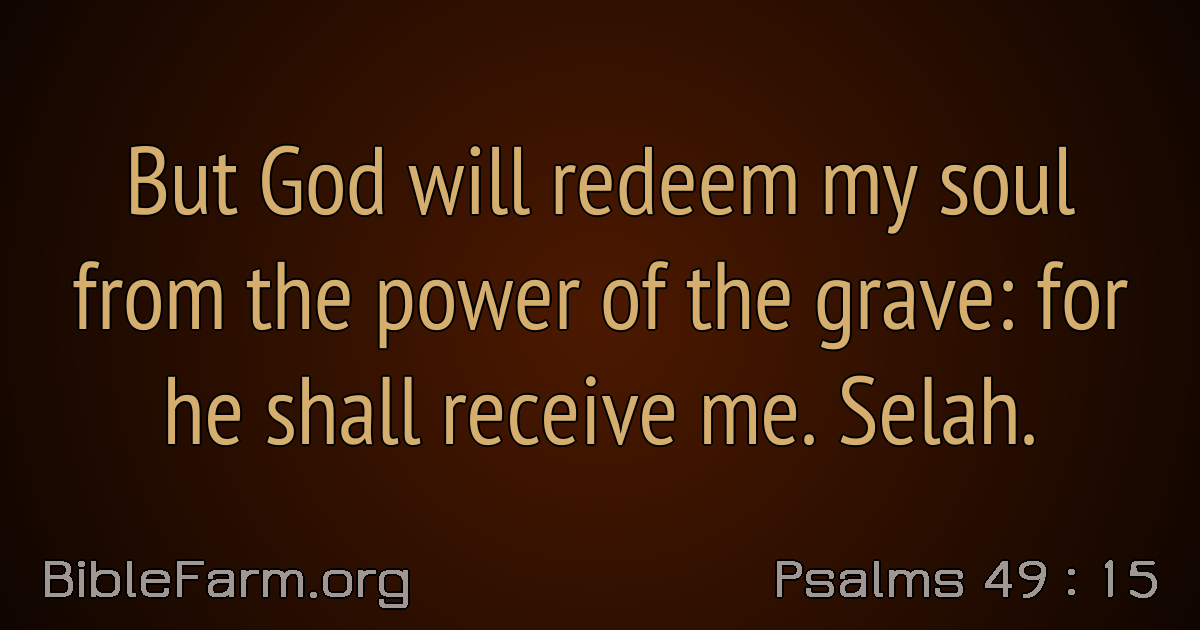 But God will redeem my soul
from the power of the grave: for
he shall receive me. Selah.
BibleFarm.org
Psalms 49 : 15